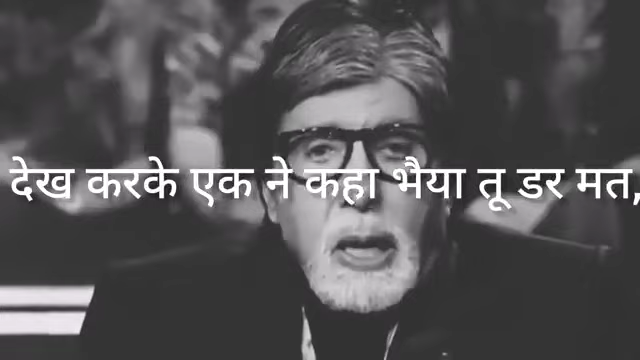 देख करके एक ने कहा भैया तू डर मत,